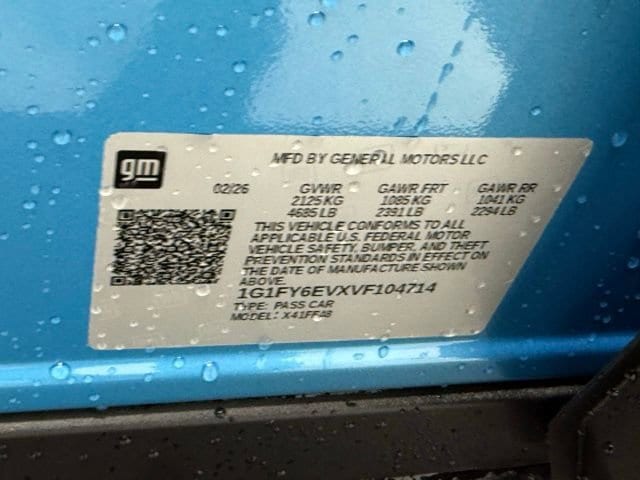 gm
MFD BY GENERAL MOTORS LLC
02/26 GVWR GAWR FRT GAWR RR
2125 KG 1085 KG 1041 KG
4685 LB 2391 LB 2294 LB
THIS VEHICLE CONFORMS TO ALL
APPLICABLE U.S. FEDERAL MOTOR
VEHICLE SAFETY, BUMPER, AND THEFT
PREVENTION STANDARDS IN EFFECT ON
THE DATE OF MANUFACTURE SHOWN
ABOVE.
1G1FY6EVXVF104714
TYPE: PASS CAR
MODEL: X41FFA8